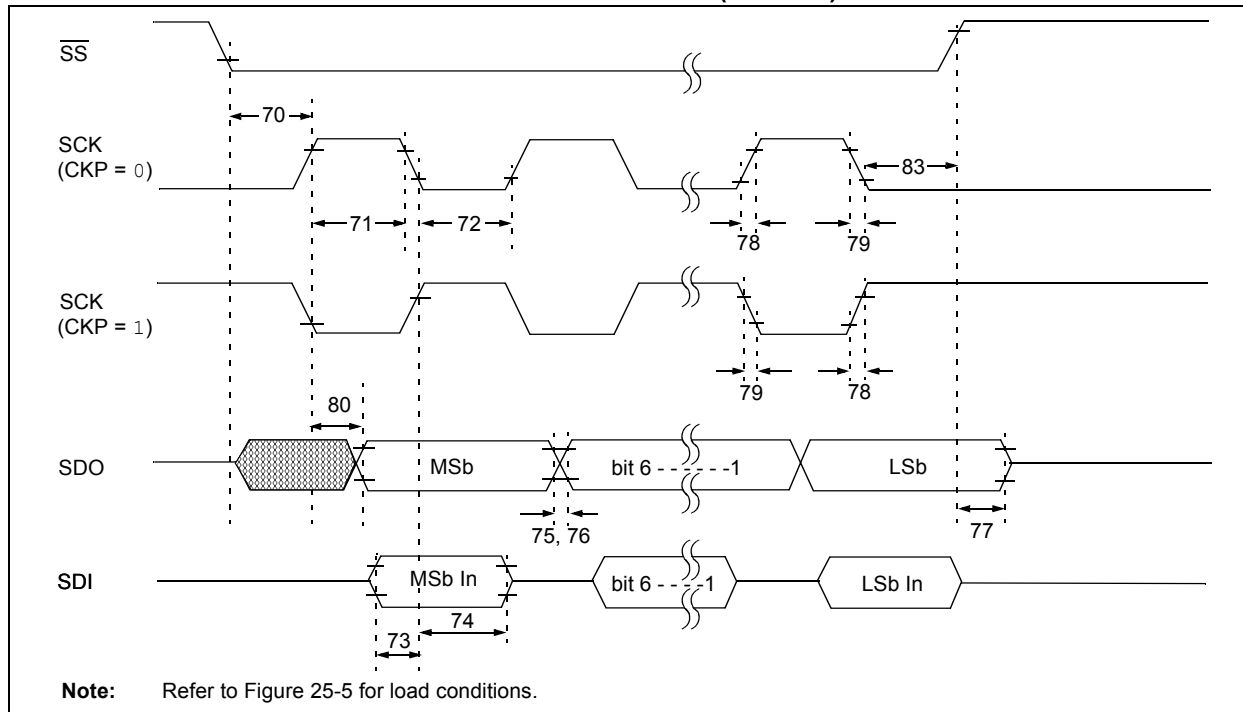 SS
70
SCK
(CKP = 0)
83
71
72
78
79
SCK
(CKP = 1)
79
78
80
SDO
MSb
bit 6 - - - - - -1
LSb
75, 76
77
SDI
MSb In
bit 6 - - - - -1
LSb In
74
73
Note: Refer to Figure 25-5 for load conditions.